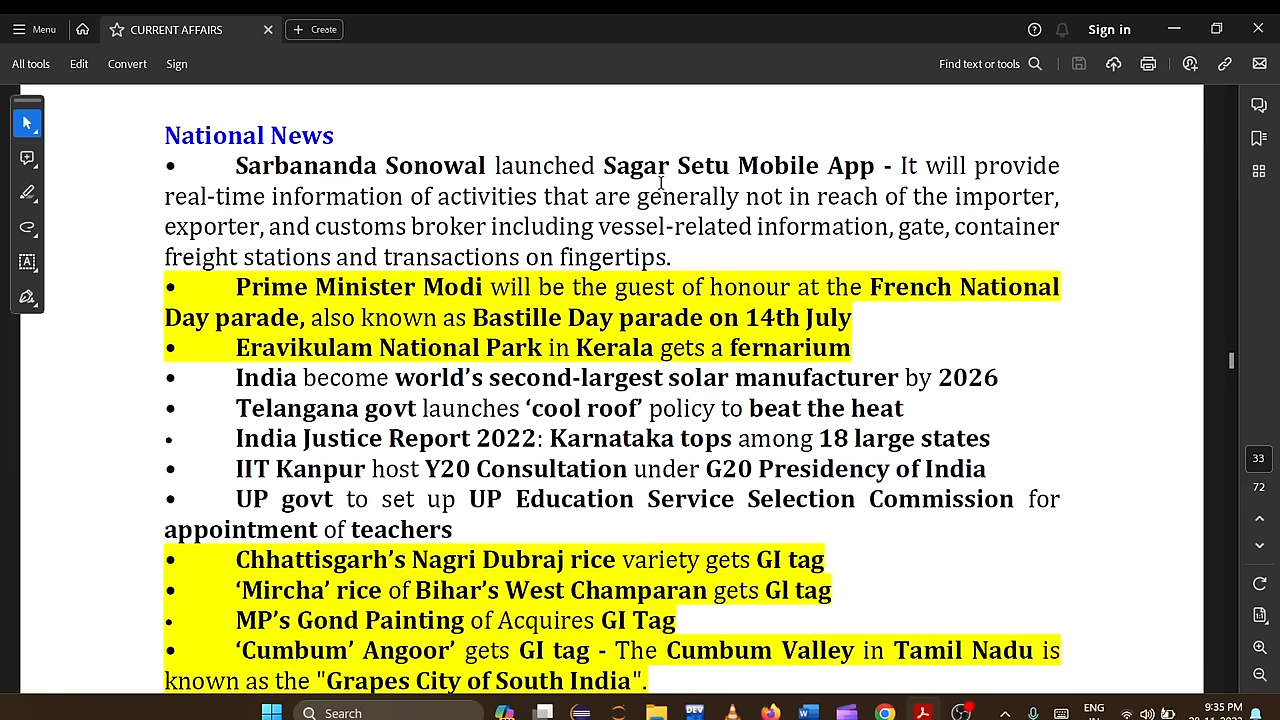 Menu
CURRENT AFFAIRS
Create
Sign in
All tools Edit Convert Sign
Find text or tools
National News
• Sarbananda Sonowal launched Sagar Setu Mobile App - It will provide
real-time information of activities that are generally not in reach of the importer,
exporter, and customs broker including vessel-related information, gate, container
freight stations and transactions on fingertips.
• Prime Minister Modi will be the guest of honour at the French National
Day parade, also known as Bastille Day parade on 14th July
• Eravikulam National Park in Kerala gets a fernarium
• India become world’s second-largest solar manufacturer by 2026
• Telangana govt launches ‘cool roof’ policy to beat the heat
• India Justice Report 2022: Karnataka tops among 18 large states
• IIT Kanpur host Y20 Consultation under G20 Presidency of India
• UP govt to set up UP Education Service Selection Commission for
appointment of teachers
• Chhattisgarh’s Nagri Dubraj rice variety gets GI tag
• ‘Mircha’ rice of Bihar’s West Champaran gets Gl tag
• MP’s Gond Painting of Acquires GI Tag
• ‘Cumbum’ Angoor’ gets GI tag - The Cumbum Valley in Tamil Nadu is
known as the "Grapes City of South India".
33
72
Search
DEV
ENG
IN
9:35 PM